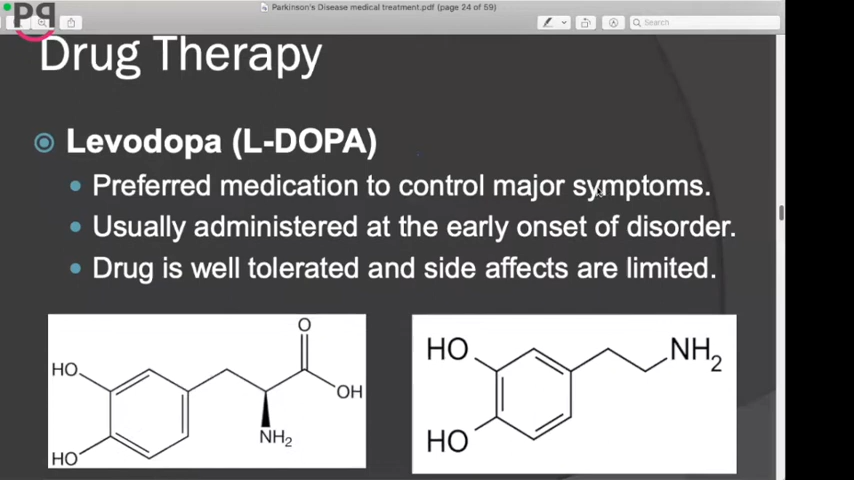 Parkinson's Disease medical treatment.pdf (page 24 of 59)
PQ
Search
Drug Therapy
Levodopa (L-DOPA)
Preferred medication to control major symptoms.
Usually administered at the early onset of disorder.
Drug is well tolerated and side affects are limited.
O
HO
OH
NH2
HO
HO
NH2
HO